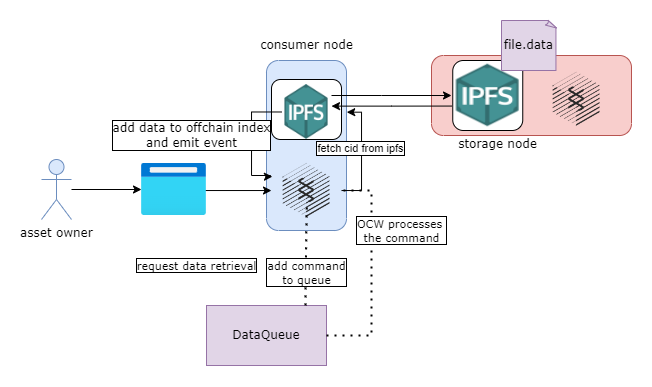 consumer node
file.data
IPFS
IPFS
add data to offchain index
and emit event
fetch cid from ipfs
storage node
asset owner
OCW processes
the command
request data retrieval
add command
to queue
DataQueue